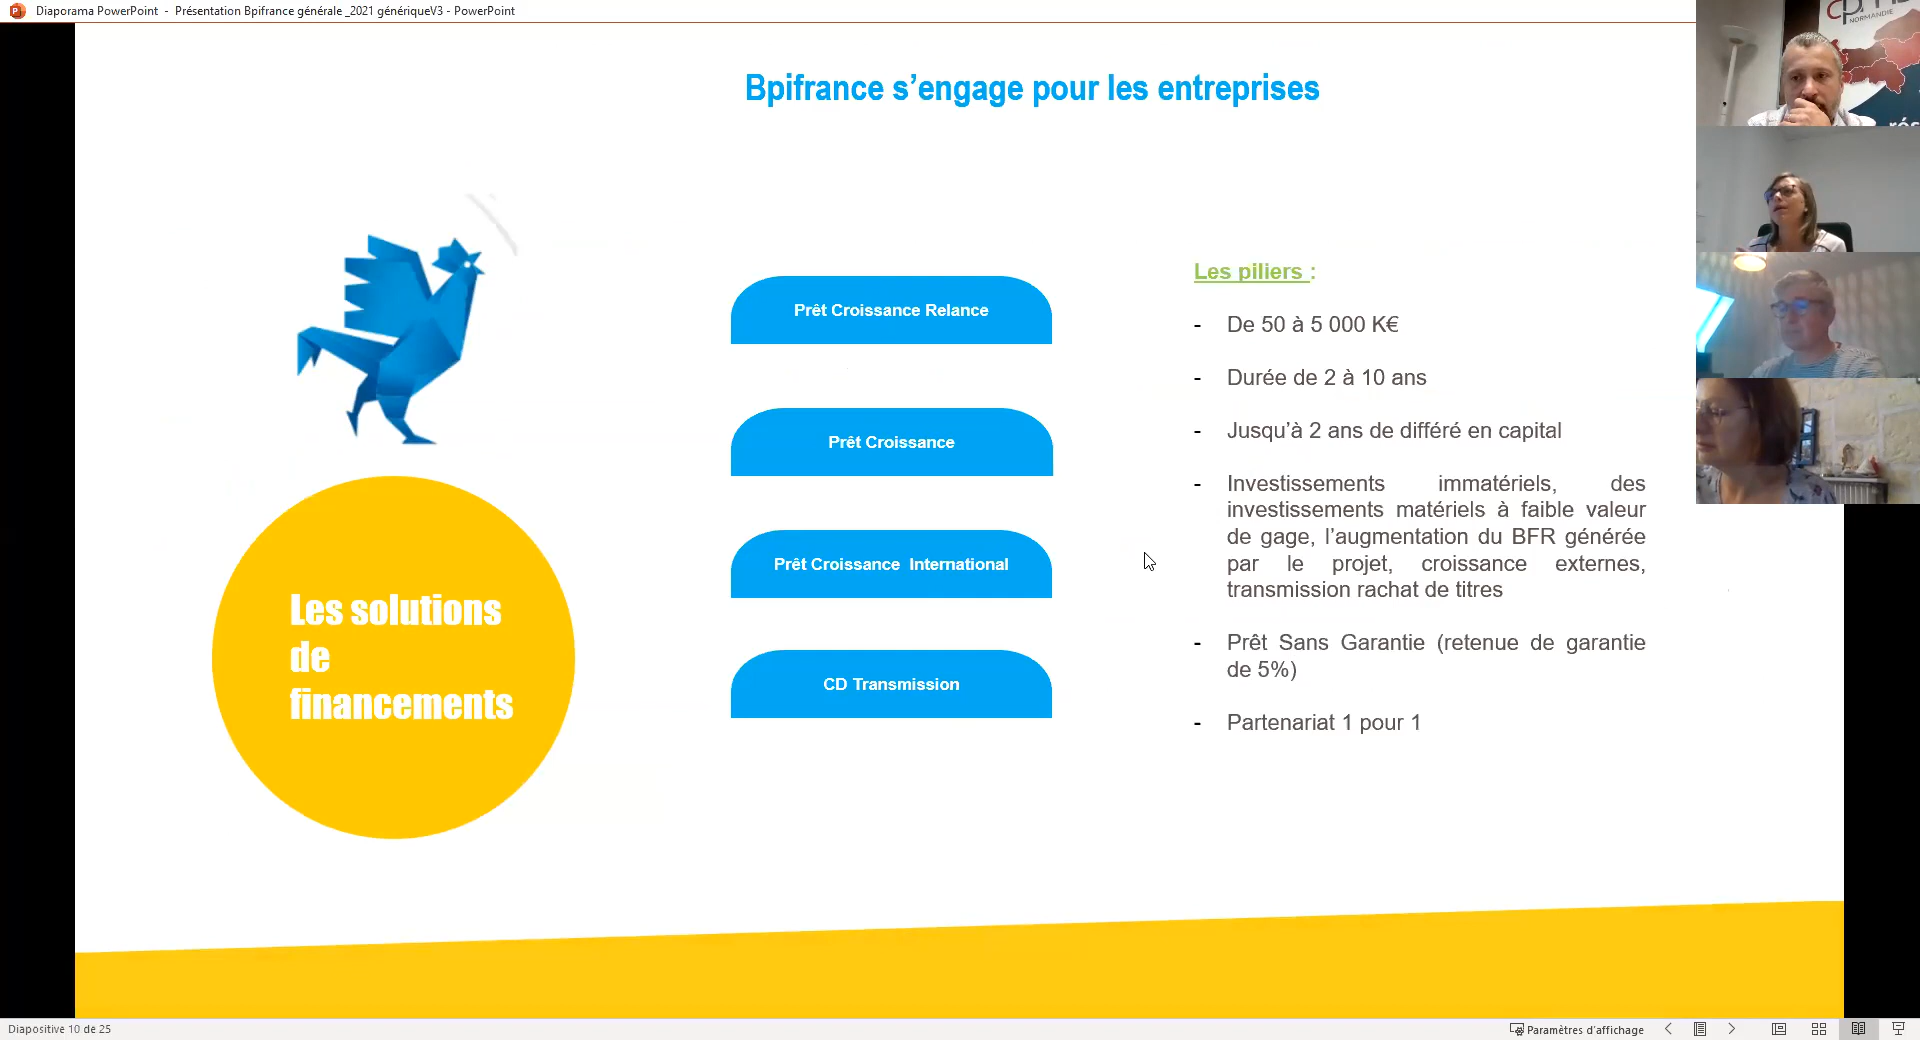 Diaporama PowerPoint - Présentation Bpifrance générale _2021 génériqueV3 - PowerPoint
Bpifrance s’engage pour les entreprises
NORMANDIE
Prêt Croissance Relance
Prêt Croissance
Prêt Croissance International
CD Transmission
Les solutions
de
financements
Les piliers :
- De 50 à 5 000 K€
- Durée de 2 à 10 ans
- Jusqu’à 2 ans de différé en capital
- Investissements immatériels, des
investissements matériels à faible valeur
de gage, l’augmentation du BFR générée
par le projet, croissance externes,
transmission rachat de titres
- Prêt Sans Garantie (retenue de garantie
de 5%)
- Partenariat 1 pour 1
Diapositive 10 de 25
Paramètres d’affichage